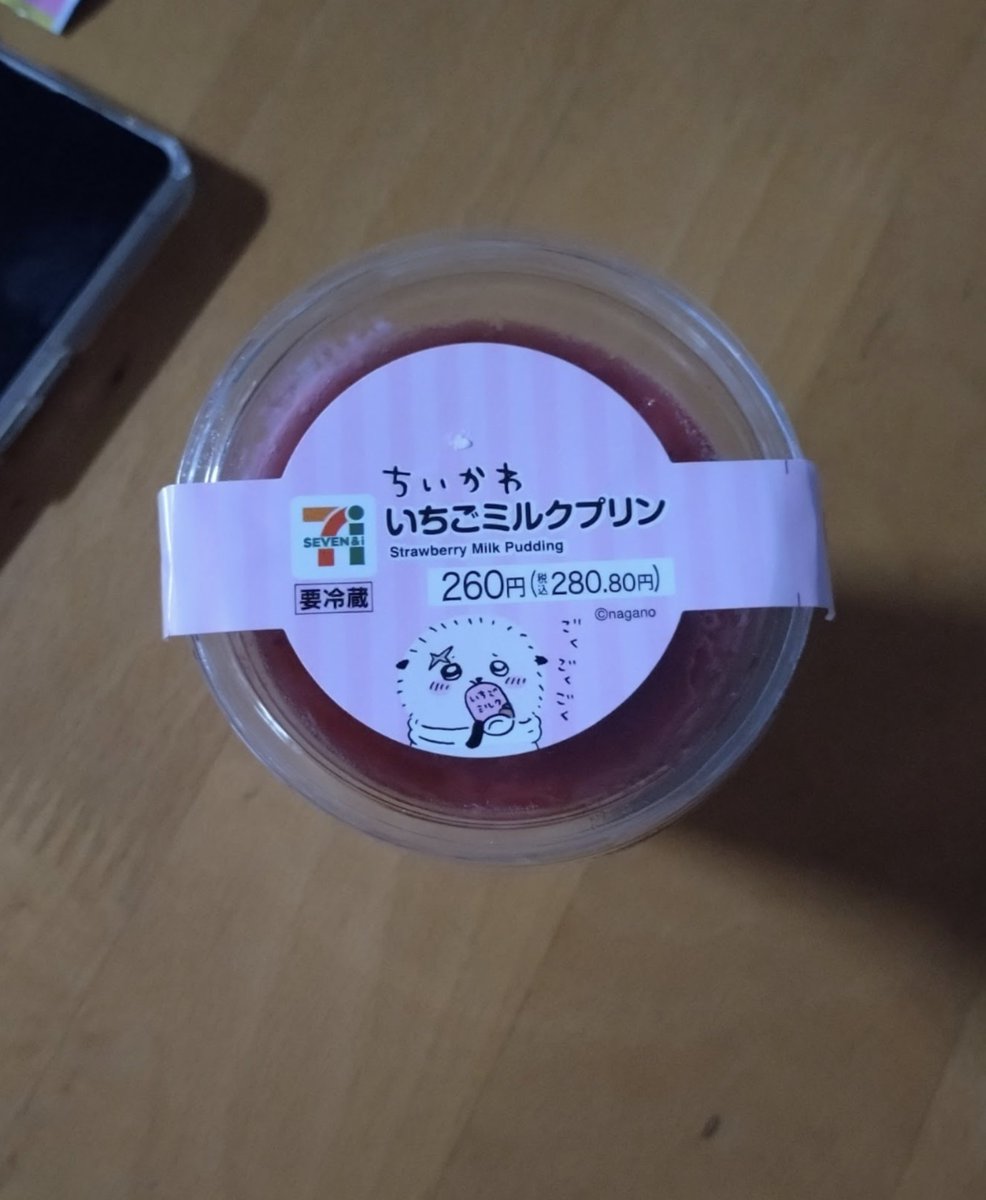 ちいかわ
いちごミルクプリン
Strawberry Milk Pudding
7i
SEVEN&i
要冷蔵
260円(税込280.80円)
©nagano
ごく
ごくごく
いちご
ミルク